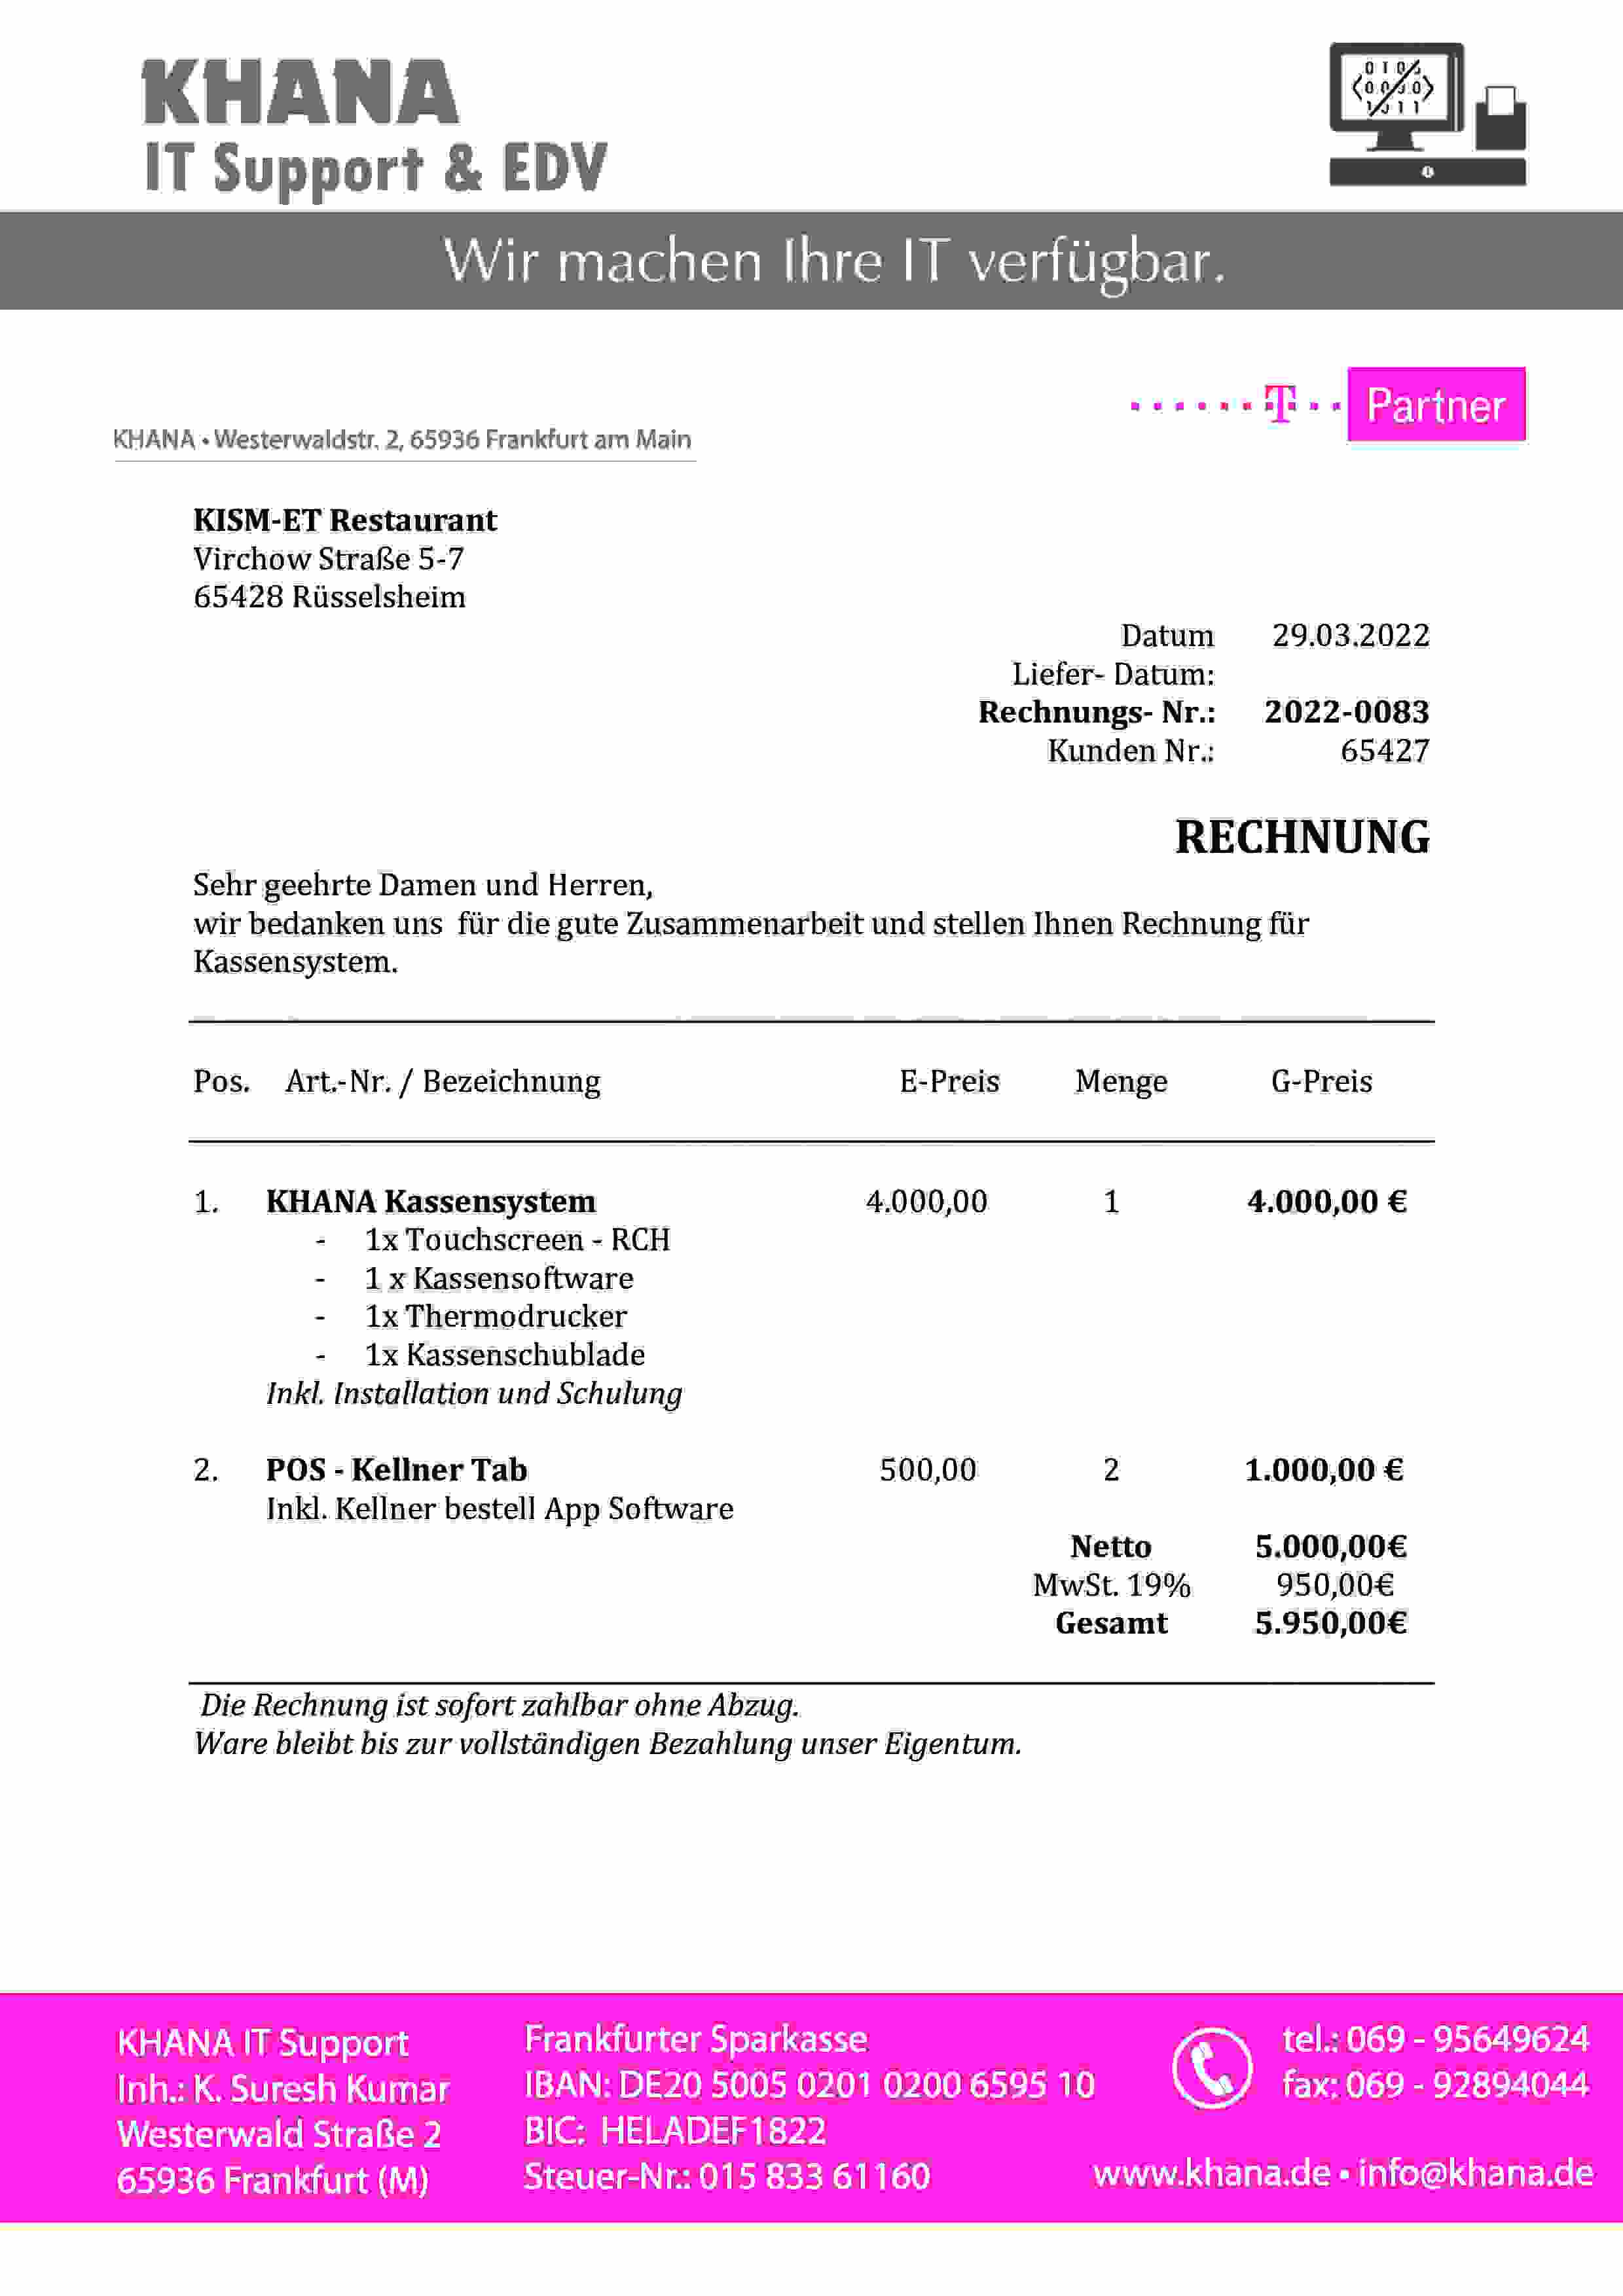 KHANA
IT Support & EDV
Wir machen Ihre IT verfügbar.
T Partner
KHANA • Westerwaldstr. 2, 65936 Frankfurt am Main
KISM-ET Restaurant
Virchow Straße 5-7
65428 Rüsselsheim
Datum 29.03.2022
Liefer- Datum:
Rechnungs- Nr.: 2022-0083
Kunden Nr.: 65427
RECHNUNG
Sehr geehrte Damen und Herren,
wir bedanken uns für die gute Zusammenarbeit und stellen Ihnen Rechnung für
Kassensystem.
Pos. Art.-Nr. / Bezeichnung E-Preis Menge G-Preis
1. KHANA Kassensystem 4.000,00 1 4.000,00 €
- 1x Touchscreen - RCH
- 1 x Kassensoftware
- 1x Thermodrucker
- 1x Kassenschublade
Inkl. Installation und Schulung
2. POS - Kellner Tab 500,00 2 1.000,00 €
Inkl. Kellner bestell App Software
Netto 5.000,00€
MwSt. 19% 950,00€
Gesamt 5.950,00€
Die Rechnung ist sofort zahlbar ohne Abzug.
Ware bleibt bis zur vollständigen Bezahlung unser Eigentum.
KHANA IT Support
Inh.: K. Suresh Kumar
Westerwald Straße 2
65936 Frankfurt (M)
Frankfurter Sparkasse
IBAN: DE20 5005 0201 0200 6595 10
BIC: HELADEF1822
Steuer-Nr.: 015 833 61160
tel.: 069 - 95649624
fax: 069 - 92894044
www.khana.de • info@khana.de